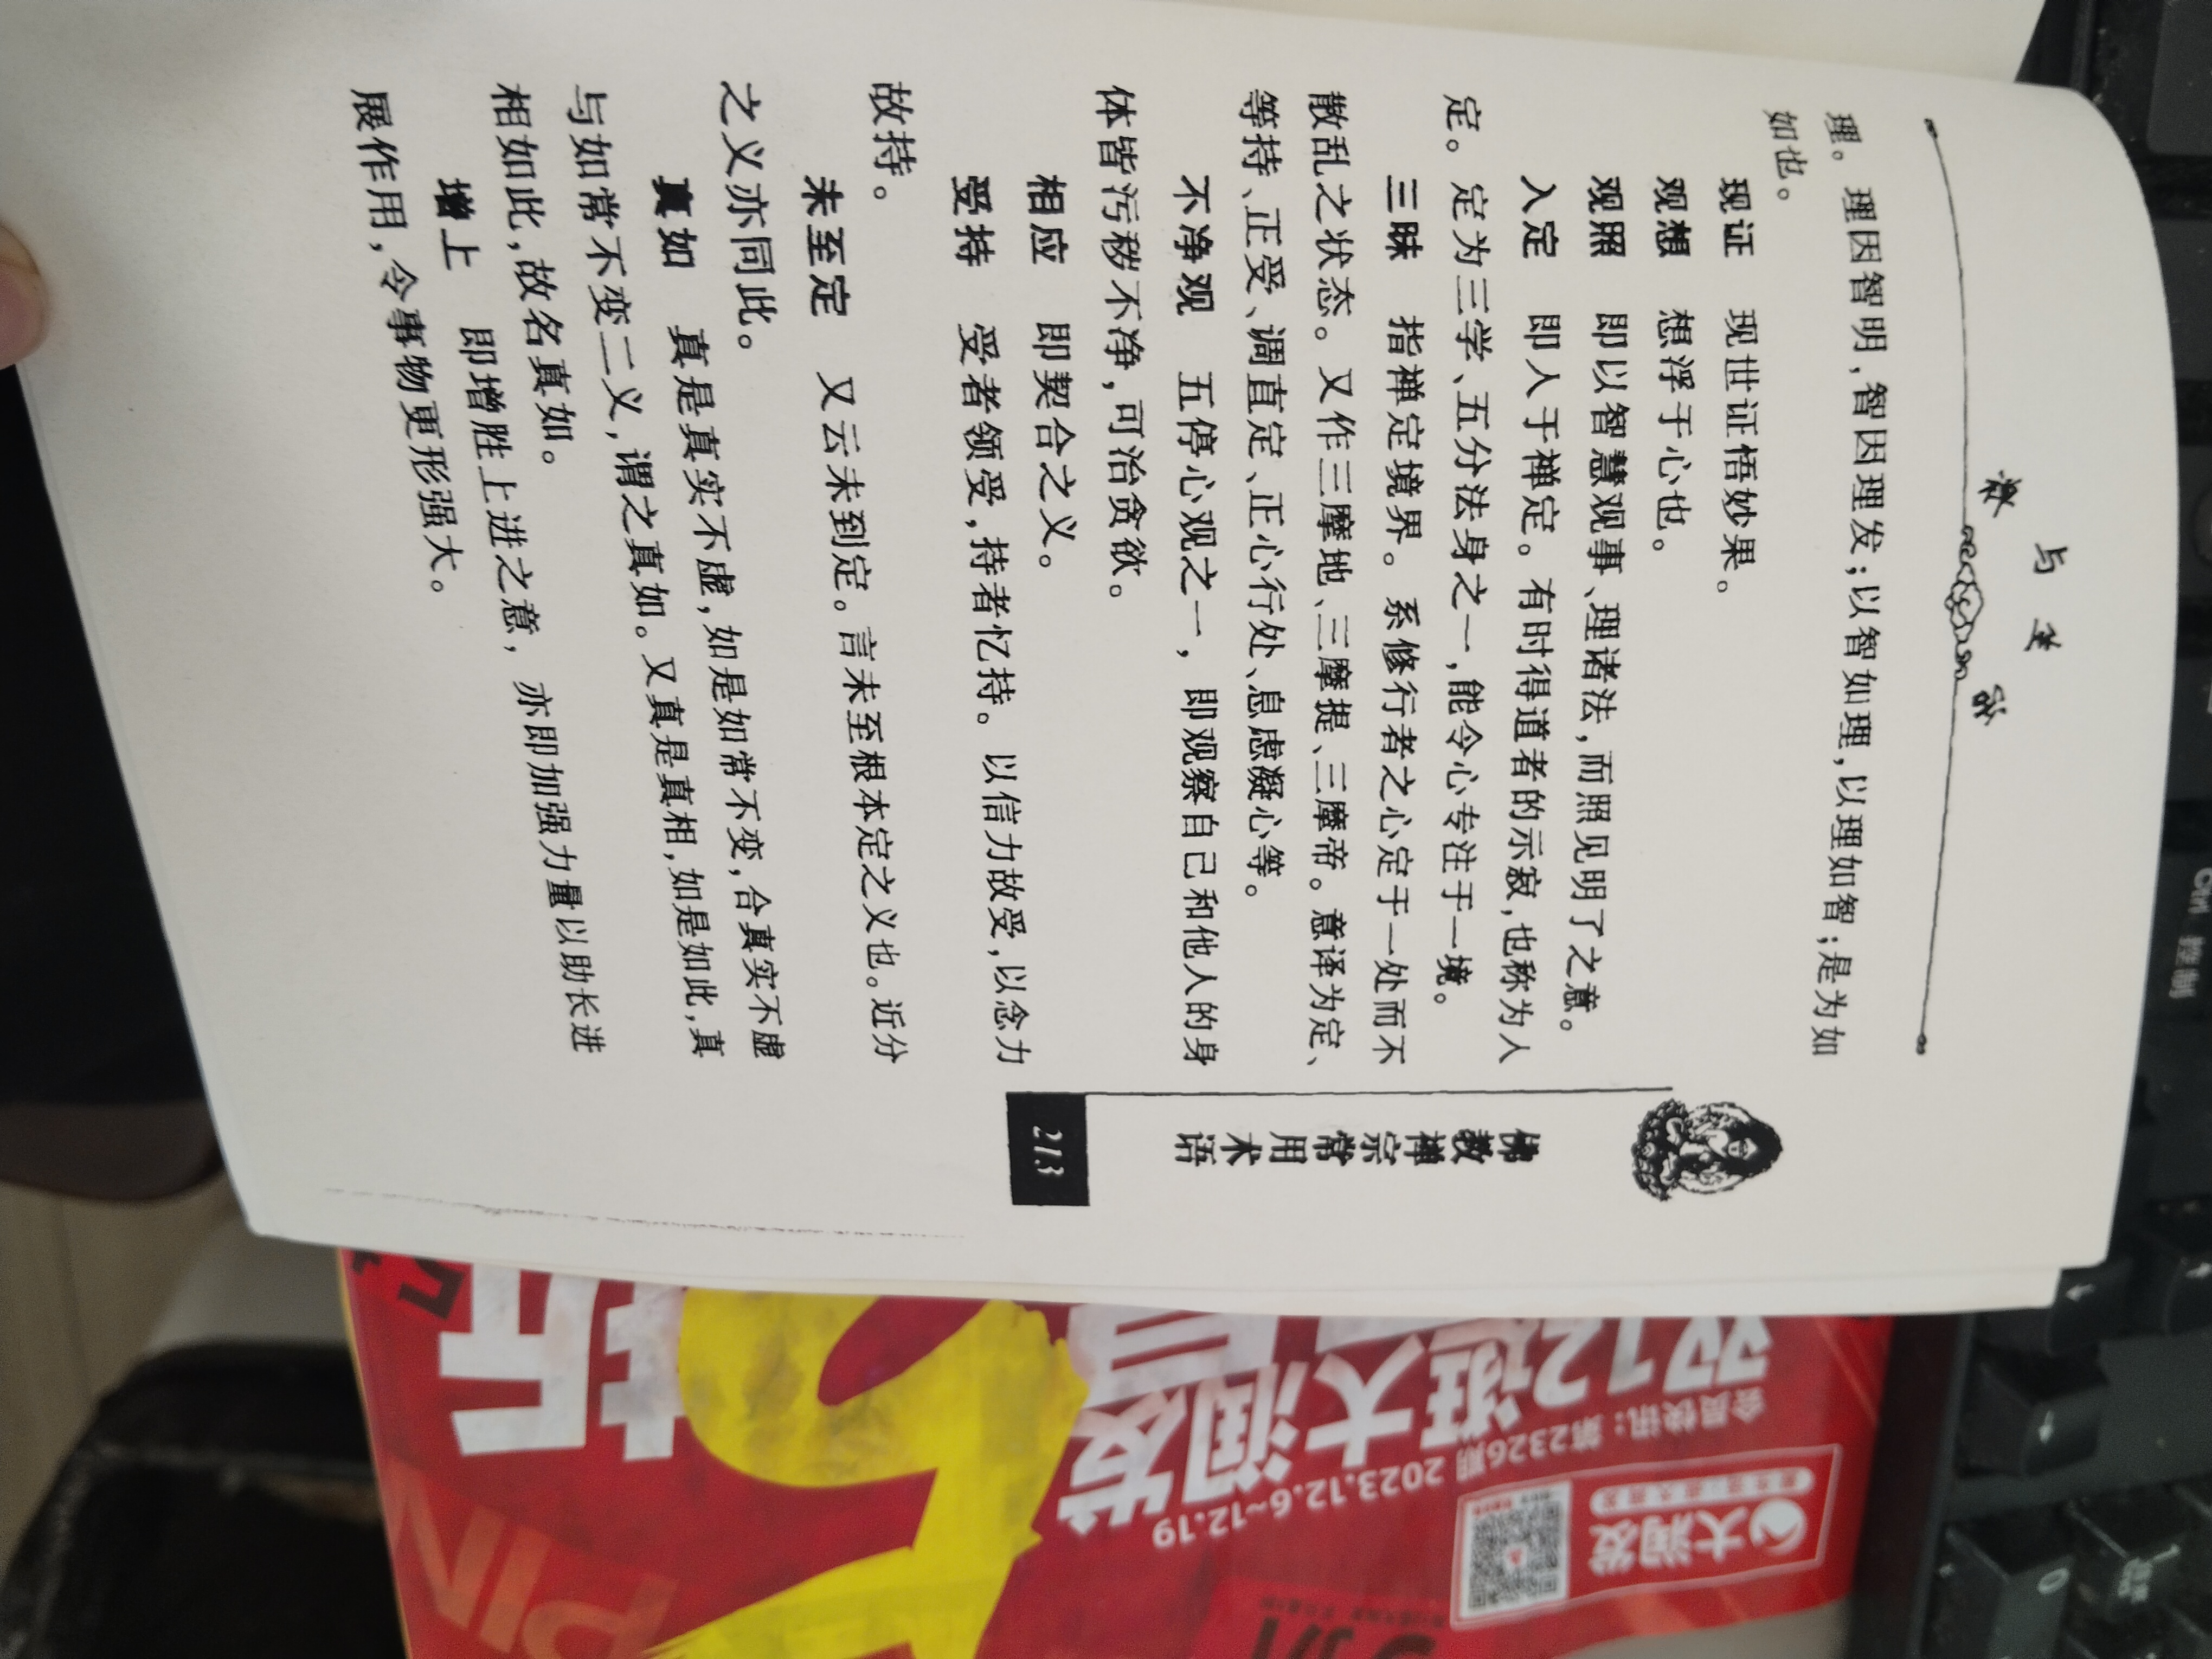 禅与生活
理。理因智明,智因理发;以智如理,以理如智;是为如
如也。
现证 现世证悟妙果。
观想 想浮于心也。
观照 即以智慧观事、理诸法,而照见明了之意。
入定 即人于禅定。有时得道者的示寂,也称为人
定。定为三学、五分法身之一,能令心专注于一境。
三昧 指禅定境界。系修行者之心定于一处而不
散乱之状态。又作三摩地、三摩提、三摩帝。意译为定、
等持、正受、调直定、正心行处、息虑凝心等。
不净观 五停心观之一，即观察自己和他人的身
体皆污秽不净,可治贪欲。
相应 即契合之义。
受持 受者领受,持者忆持。以信力故受,以念力
故持。
未至定 又云未到定。言未至根本定之义也。近分
之义亦同此。
真如 真是真实不虚,如是如常不变,合真实不虚
与如常不变二义,谓之真如。又真是真相,如是如此,真
相如此,故名真如。
增上 即增胜上进之意，亦即加强力量以助长进
展作用,令事物更形强大。
佛教禅宗常用术语
213
Ctrl 控制
大润发
会员快讯: 第2326期 2023.12.6~12.19
双12逛大润发
5折